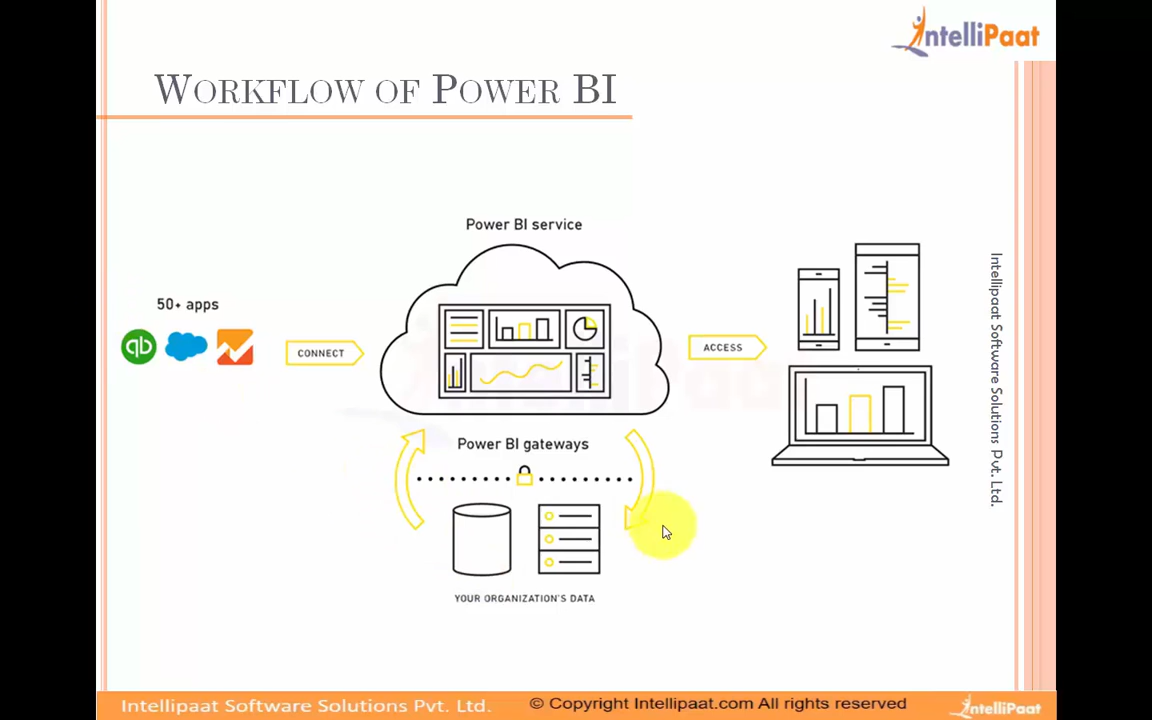 IntelliPaat
WORKFLOW OF POWER BI
Power BI service
50+ apps
qb
CONNECT
ACCESS
Power BI gateways
YOUR ORGANIZATION'S DATA
Intellipaat Software Solutions Pvt. Ltd.
Intellipaat Software Solutions Pvt. Ltd.
© Copyright Intellipaat.com All rights reserved
IntelliPaat